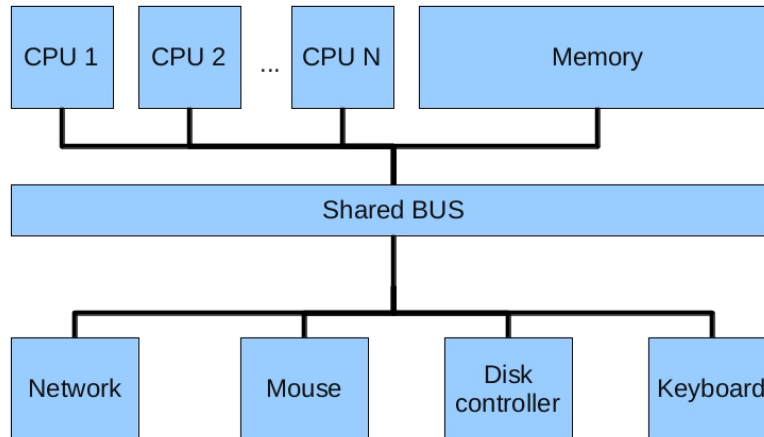 CPU 1
CPU 2
...
CPU N
Memory
Shared BUS
Network
Mouse
Disk
controller
Keyboard